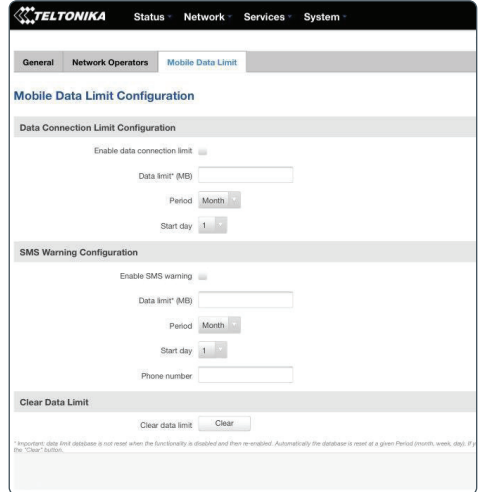 TELTONIKA Status Network Services System
General Network Operators Mobile Data Limit
Mobile Data Limit Configuration
Data Connection Limit Configuration
Enable data connection limit
Data limit* (MB)
Period Month
Start day 1
SMS Warning Configuration
Enable SMS warning
Data limit* (MB)
Period Month
Start day 1
Phone number
Clear Data Limit
Clear data limit Clear
* Important: date limit database is not reset when the functionality is disabled and then re-enabled. Automatically the database is reset at a given Period (month, week, day). If y
the "Clear" button.